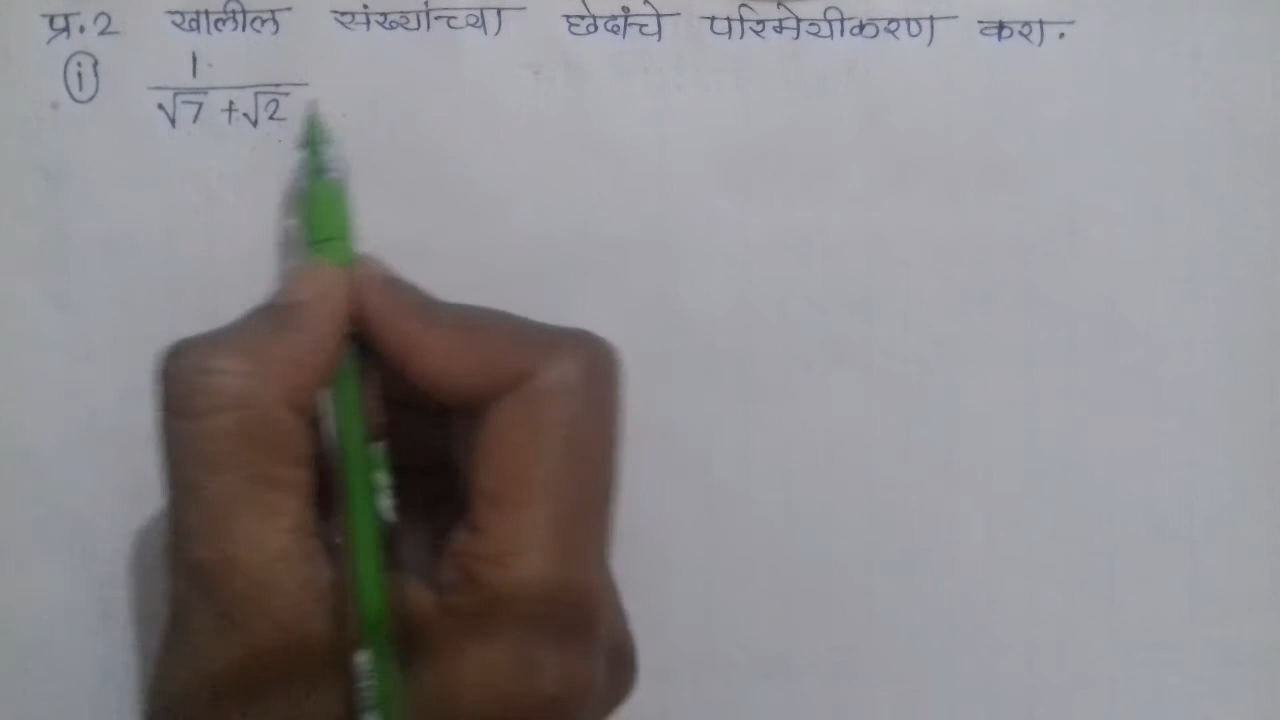 प्र.2 खालील संख्यांच्या छेदांचे परिमेयीकरण करा.
(i) 1/(√7 + √2)